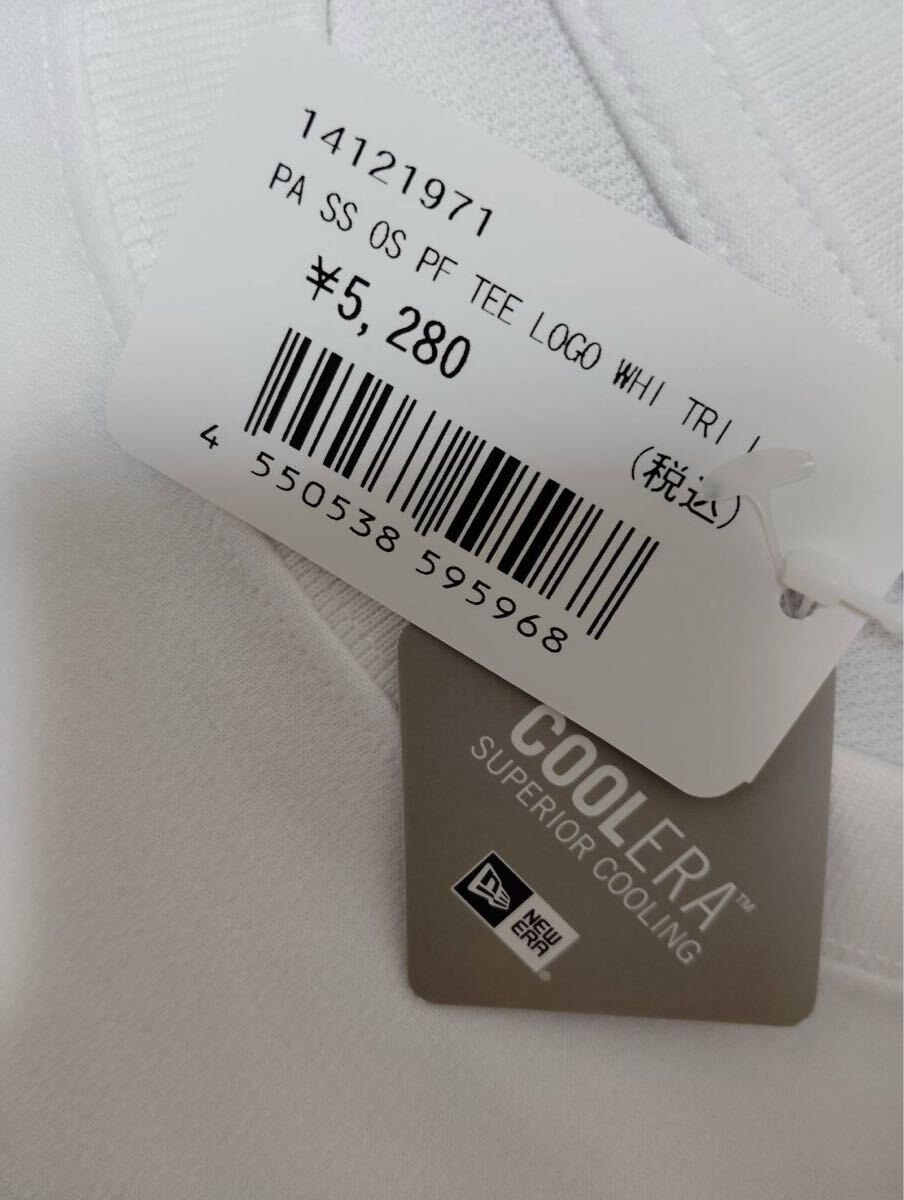 14121971
PA SS OS PF TEE LOGO WHI TRI
¥5,280
(税込)
4 550538 595968
COOLERA™
SUPERIOR COOLING
NE NEW ERA®